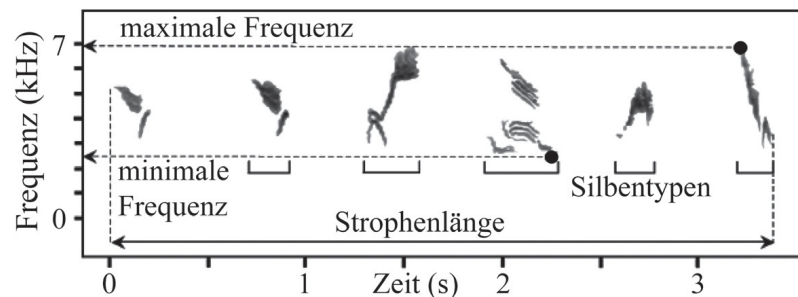 maximale Frequenz
7
Frequenz (kHz)
minimale
Frequenz
Silbentypen
0
Strophenlänge
0 1 2 3
Zeit (s)